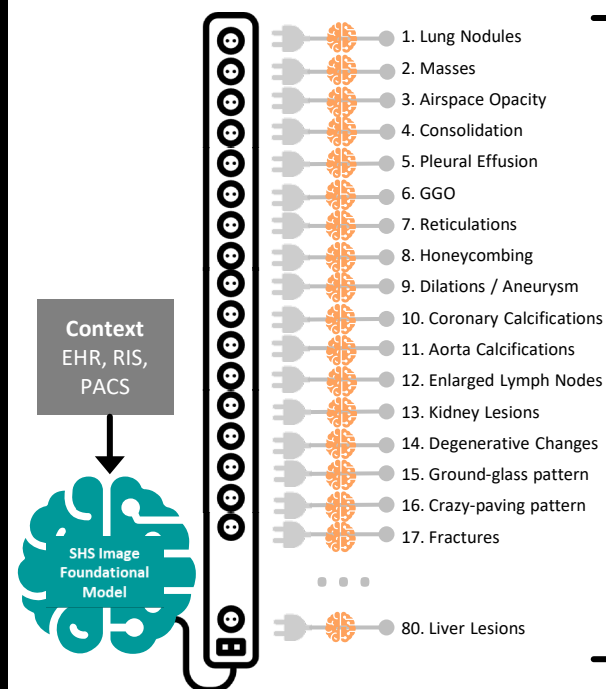 1. Lung Nodules
2. Masses
3. Airspace Opacity
4. Consolidation
5. Pleural Effusion
6. GGO
7. Reticulations
8. Honeycombing
9. Dilations / Aneurysm
10. Coronary Calcifications
11. Aorta Calcifications
12. Enlarged Lymph Nodes
13. Kidney Lesions
14. Degenerative Changes
15. Ground-glass pattern
16. Crazy-paving pattern
17. Fractures
80. Liver Lesions
Context
EHR, RIS,
PACS
SHS Image
Foundational
Model